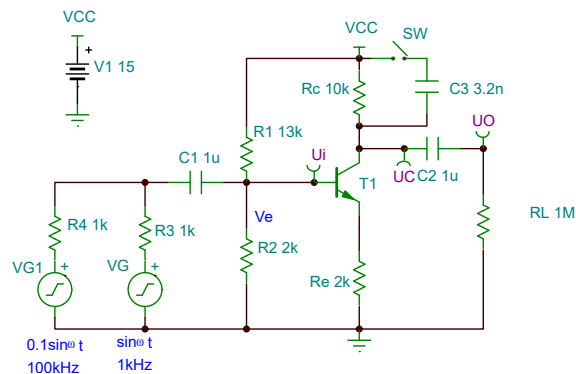 VCC
VCC
SW
V1 15
Rc 10k
C3 3.2n
R1 13k
UO
C1 1u
Ui
UC
C2 1u
T1
RL 1M
R4 1k
R3 1k
Ve
R2 2k
VG1
VG
Re 2k
+
+
+
0.1sinω t
100kHz
sinω t
1kHz